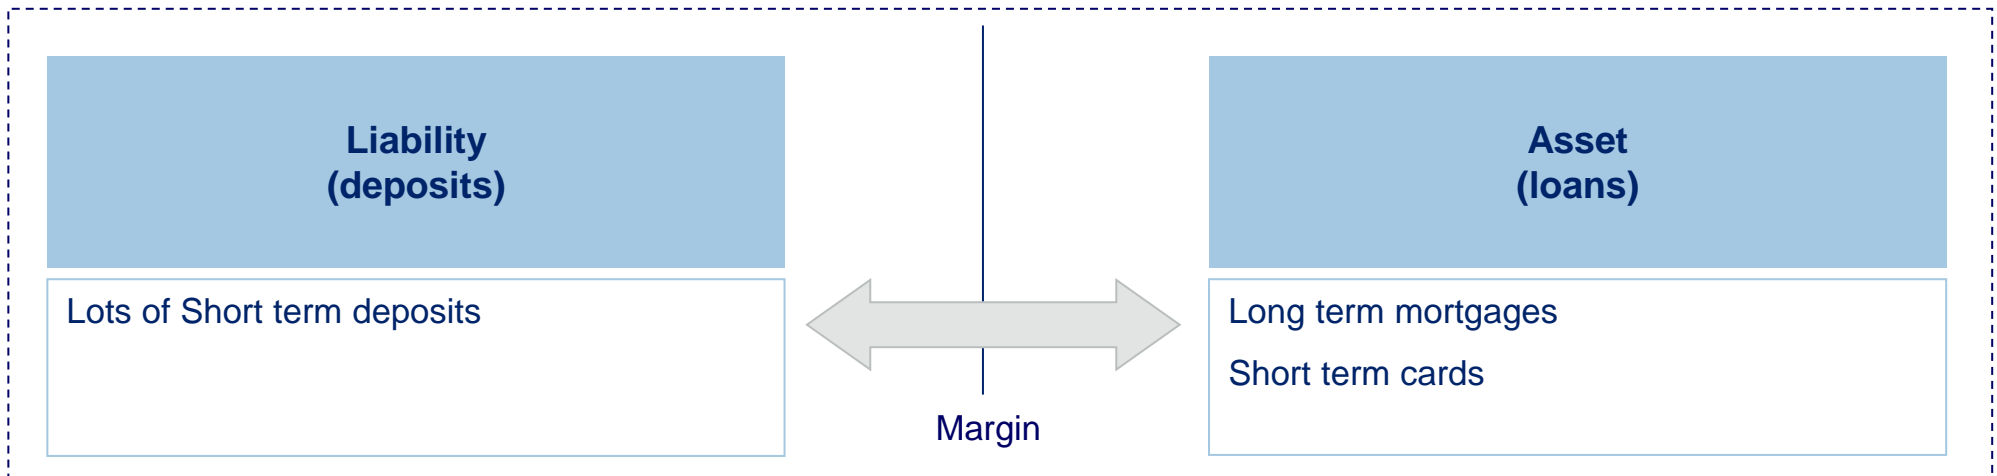 Liability
(deposits)
Lots of Short term deposits
Margin
Asset
(loans)
Long term mortgages
Short term cards